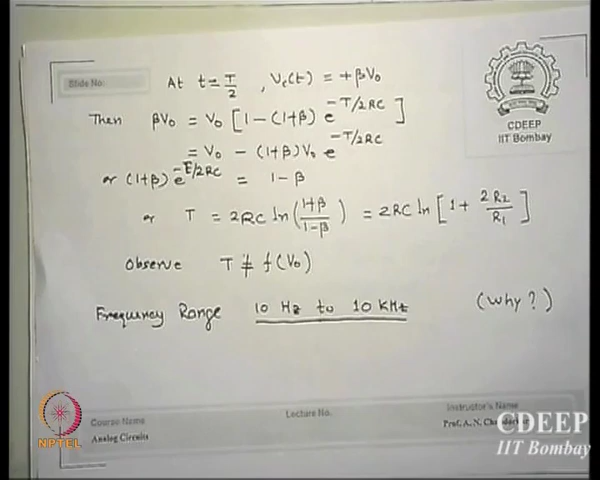 Slide No:
At t = T/2 , Vc(t) = +βV0
Then βV0 = V0 [1 - (1+β) e^{-T/2RC}]
= V0 - (1+β)V0 e^{-T/2RC}
or (1+β) e^{-T/2RC} = 1-β
or T = 2RC ln((1+β)/(1-β)) = 2RC ln[1 + 2R2/R1]
Observe T ≠ f(V0)
Frequency Range 10 Hz to 10 KHz (Why?)
CDEEP
IIT Bombay
NPTEL
Course Name
Analog Circuits
Lecture No.
Instructor's Name
Prof. A. N.
CDEEP
IIT Bombay